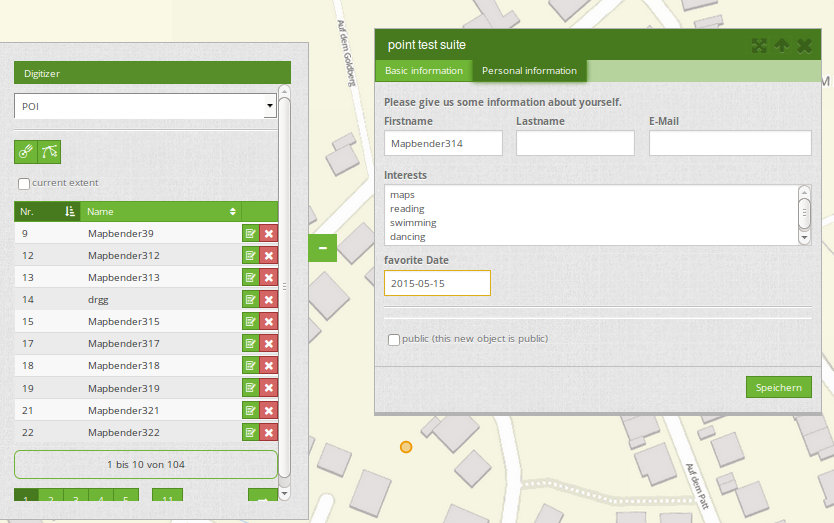 Digitizer
POI
current extent
Nr. Name
9 Mapbender39
12 Mapbender312
13 Mapbender313
14 drgg
15 Mapbender315
17 Mapbender317
18 Mapbender318
19 Mapbender319
21 Mapbender321
22 Mapbender322
1 bis 10 von 104
1 2 3 4 5 11
Auf dem Goldberg
point test suite
Basic information Personal information
Please give us some information about yourself.
Firstname Lastname E-Mail
Mapbender314
Interests
maps
reading
swimming
dancing
favorite Date
2015-05-15
public (this new object is public)
Speichern
M
Auf dem Patt